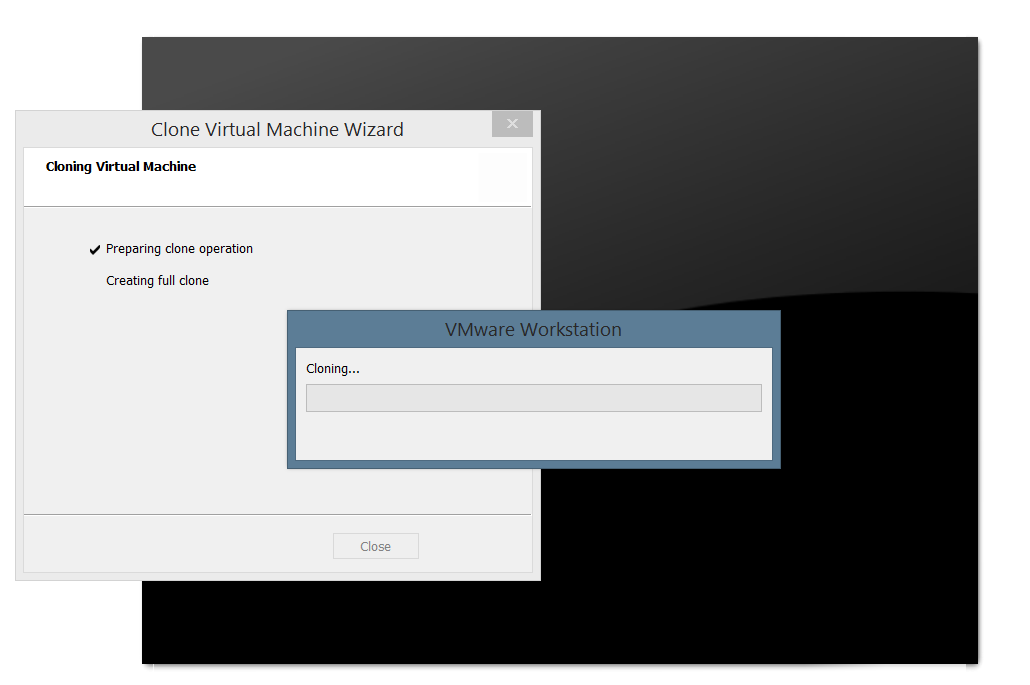 Clone Virtual Machine Wizard
Cloning Virtual Machine
Preparing clone operation
Creating full clone
VMware Workstation
Cloning...
Close